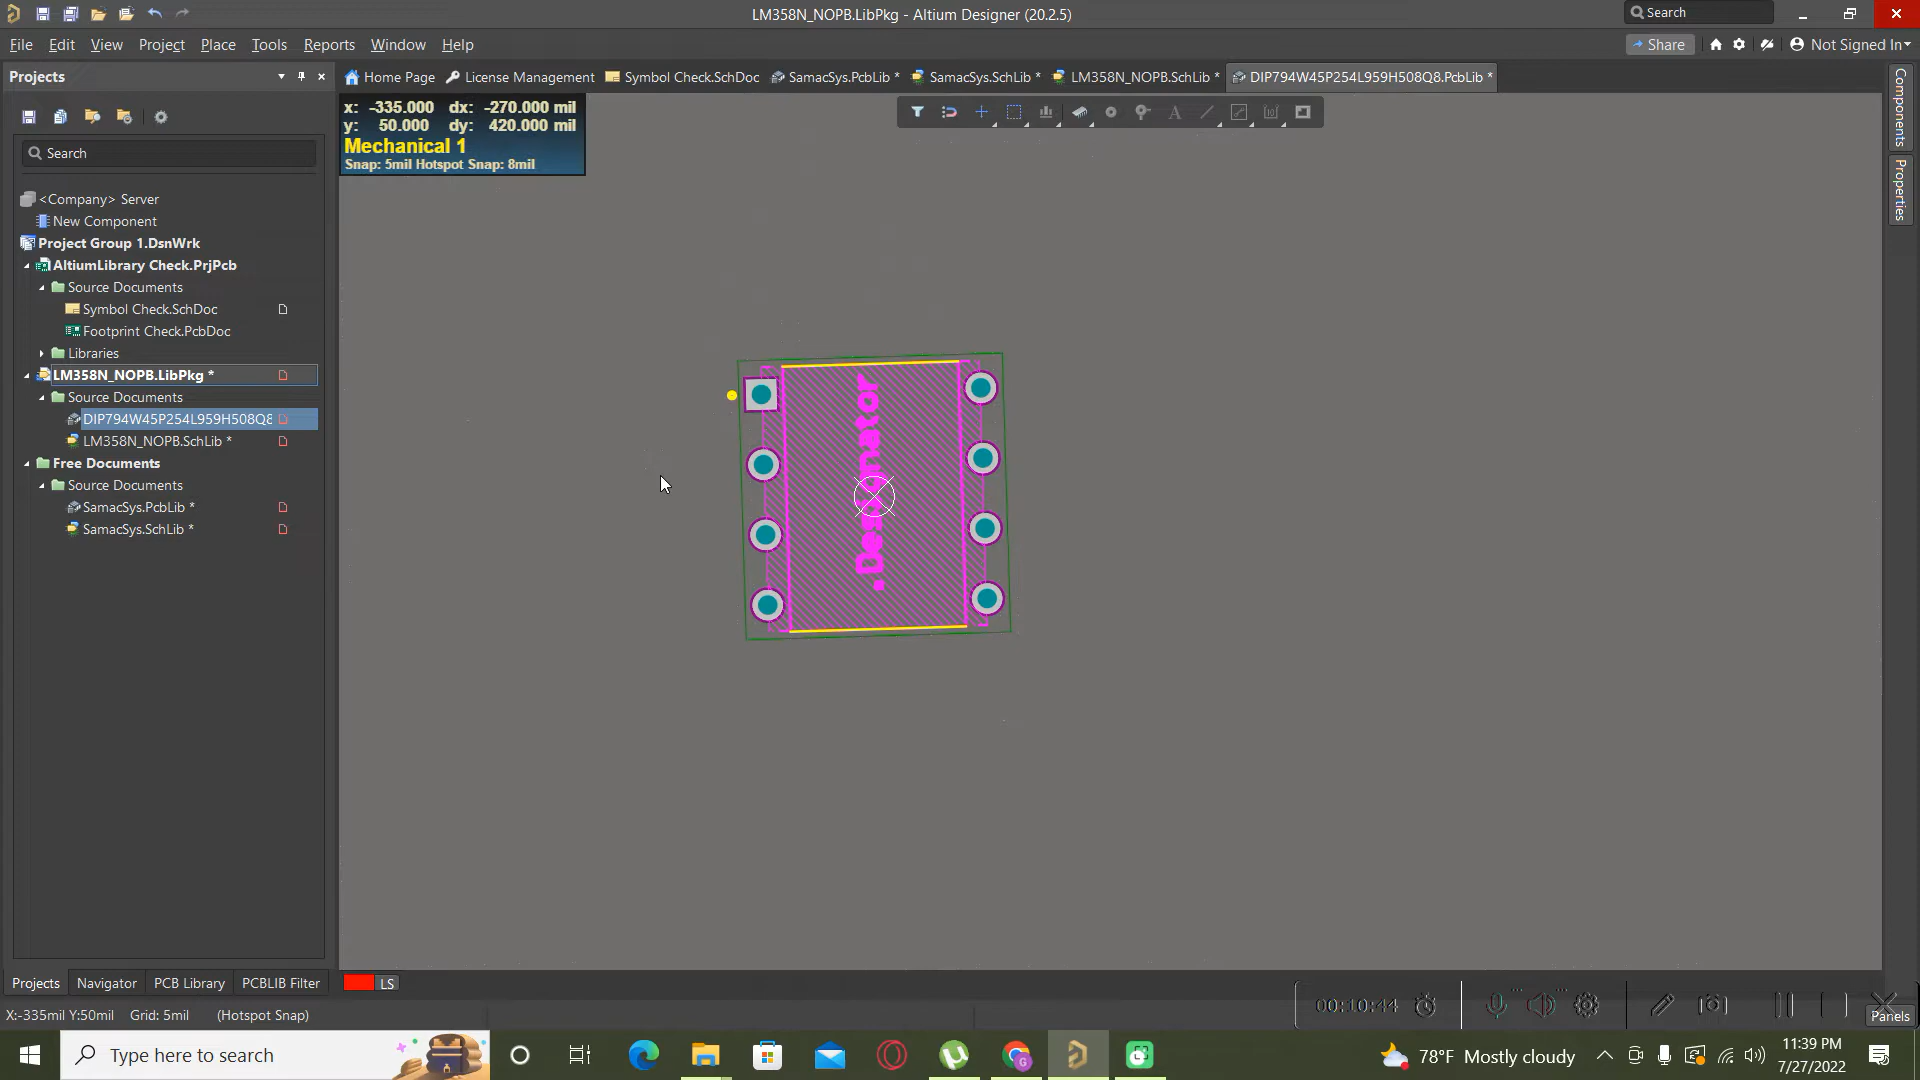 LM358N_NOPB.LibPkg - Altium Designer (20.2.5)
Search
File Edit View Project Place Tools Reports Window Help
Share
Not Signed In
Projects
Home Page
License Management
Symbol Check.SchDoc
SamacSys.PcbLib *
SamacSys.SchLib *
LM358N_NOPB.SchLib *
DIP794W45P254L959H508Q8.PcbLib *
Components
Properties
x: -335.000 dx: -270.000 mil
y: 50.000 dy: 420.000 mil
Mechanical 1
Snap: 5mil Hotspot Snap: 8mil
Search
<Company> Server
New Component
Project Group 1.DsnWrk
AltiumLibrary Check.PrjPcb
Source Documents
Symbol Check.SchDoc
Footprint Check.PcbDoc
Libraries
LM358N_NOPB.LibPkg *
Source Documents
DIP794W45P254L959H508Q8
LM358N_NOPB.SchLib *
Free Documents
Source Documents
SamacSys.PcbLib *
SamacSys.SchLib *
.Designator
Projects Navigator PCB Library PCBLIB Filter
LS
00:10:44
Panels
X:-335mil Y:50mil Grid: 5mil (Hotspot Snap)
Type here to search
78°F Mostly cloudy
11:39 PM
7/27/2022